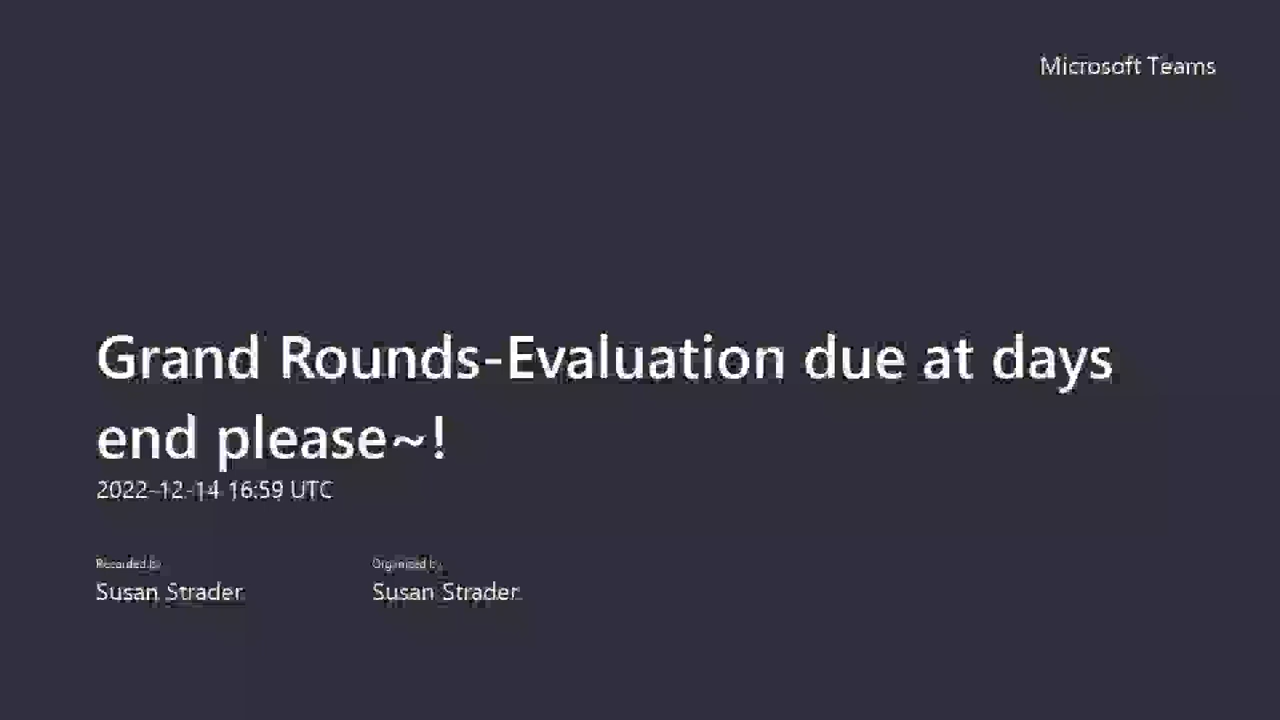 Microsoft Teams
Grand Rounds-Evaluation due at days
end please~!
2022-12-14 16:59 UTC
Recorded by
Organized by
Susan Strader
Susan Strader